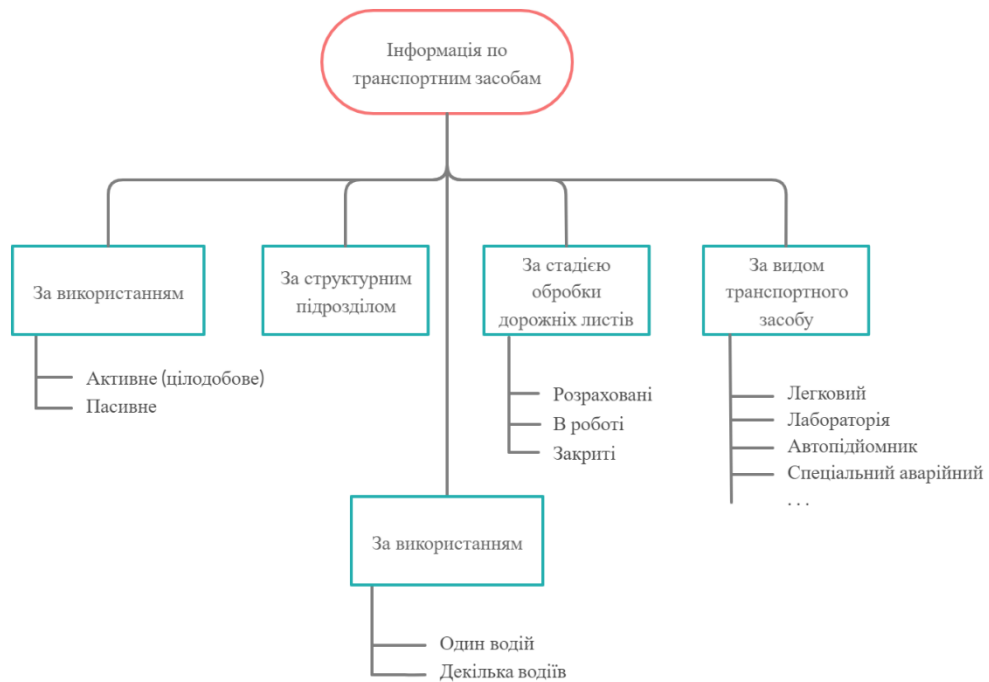 Інформація по
транспортним засобам
За використанням
Активне (цілодобове)
Пасивне
За структурним
підрозділом
За стадією
обробки
дорожніх листів
Розраховані
В роботі
Закриті
За видом
транспортного
засобу
Легковий
Лабораторія
Автопідйомник
Спеціальний аварійний
. . .
За використанням
Один водій
Декілька водіїв